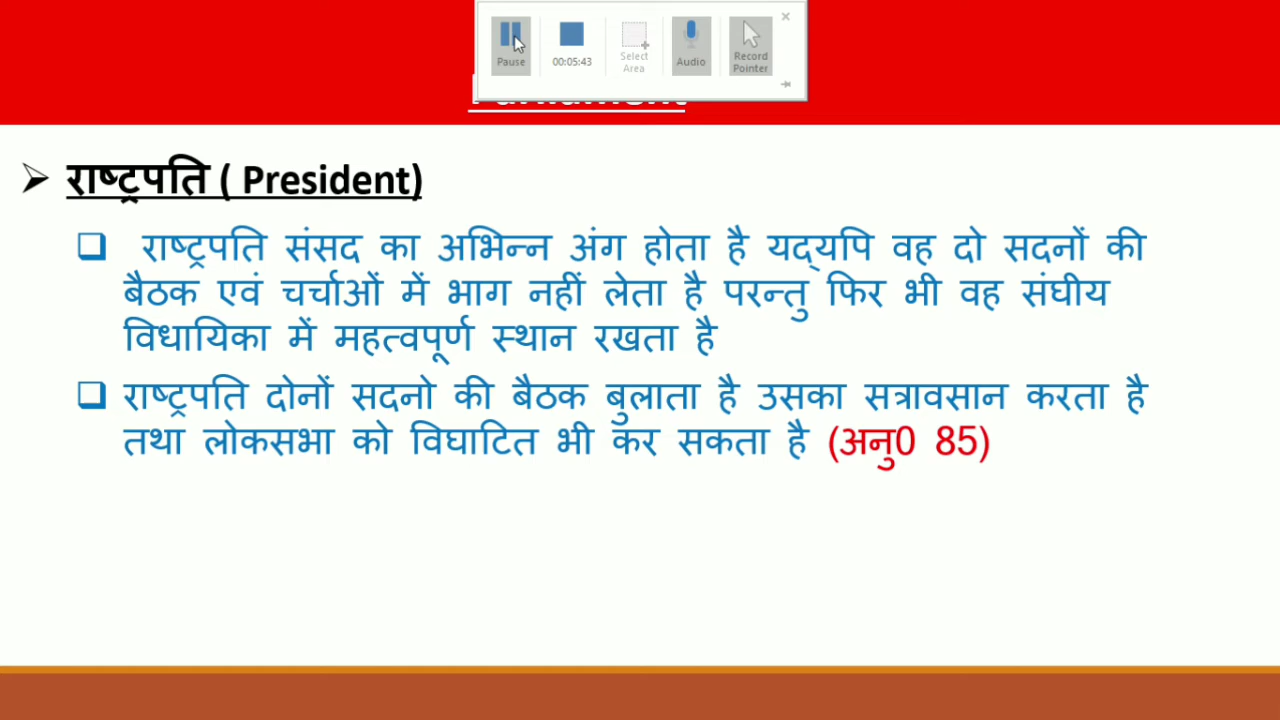 Pause
00:05:43
Select
Area
Audio
Record
Pointer
राष्ट्रपति ( President)
राष्ट्रपति संसद का अभिन्न अंग होता है यद्यपि वह दो सदनों की
बैठक एवं चर्चाओं में भाग नहीं लेता है परन्तु फिर भी वह संघीय
विधायिका में महत्वपूर्ण स्थान रखता है
राष्ट्रपति दोनों सदनो की बैठक बुलाता है उसका सत्रावसान करता है
तथा लोकसभा को विघाटित भी कर सकता है (अनु0 85)